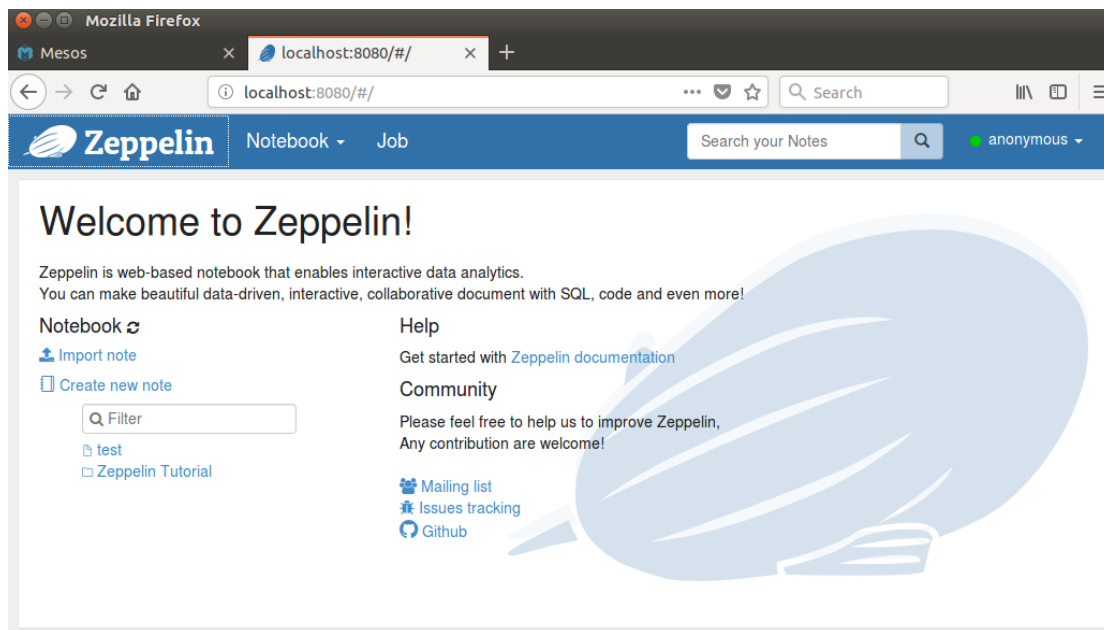 Mozilla Firefox
Mesos
localhost:8080/#/
localhost:8080/#/
Search
Zeppelin
Notebook
Job
Search your Notes
anonymous
Welcome to Zeppelin!
Zeppelin is web-based notebook that enables interactive data analytics.
You can make beautiful data-driven, interactive, collaborative document with SQL, code and even more!
Notebook
Import note
Create new note
Filter
test
Zeppelin Tutorial
Help
Get started with Zeppelin documentation
Community
Please feel free to help us to improve Zeppelin,
Any contribution are welcome!
Mailing list
Issues tracking
Github